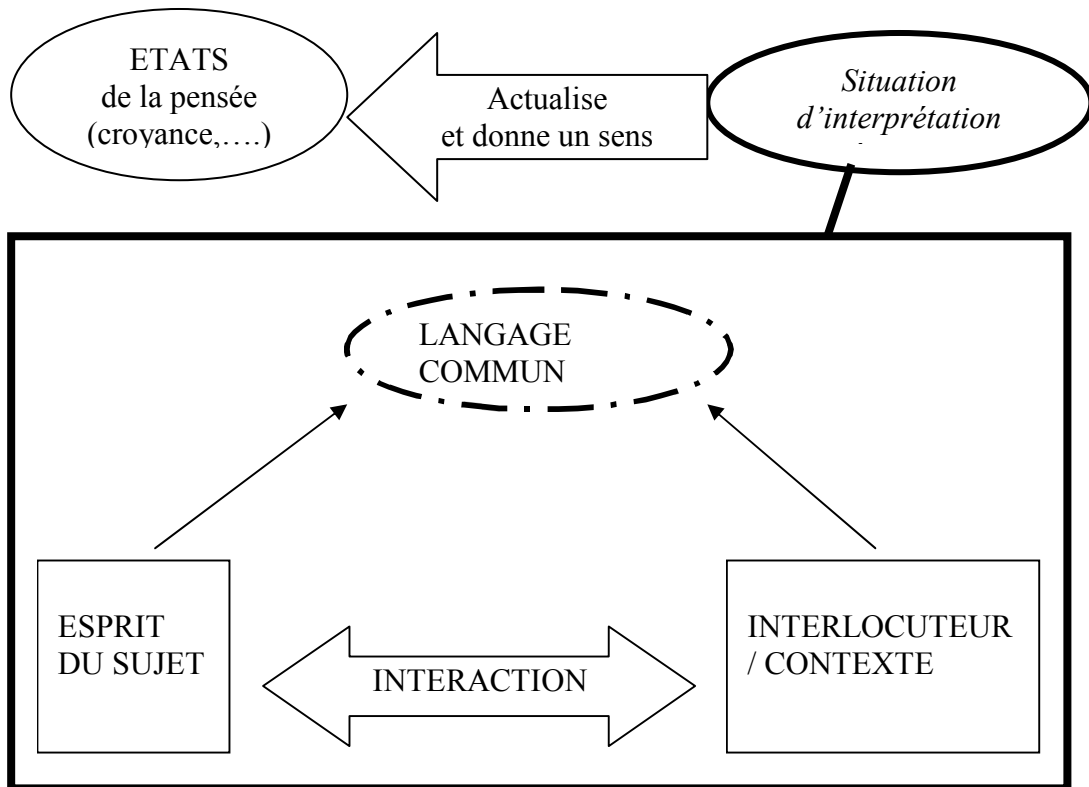 ETATS
de la pensée
(croyance,….)
Actualise
et donne un sens
Situation
d’interprétation
LANGAGE
COMMUN
ESPRIT
DU SUJET
INTERACTION
INTERLOCUTEUR
/ CONTEXTE